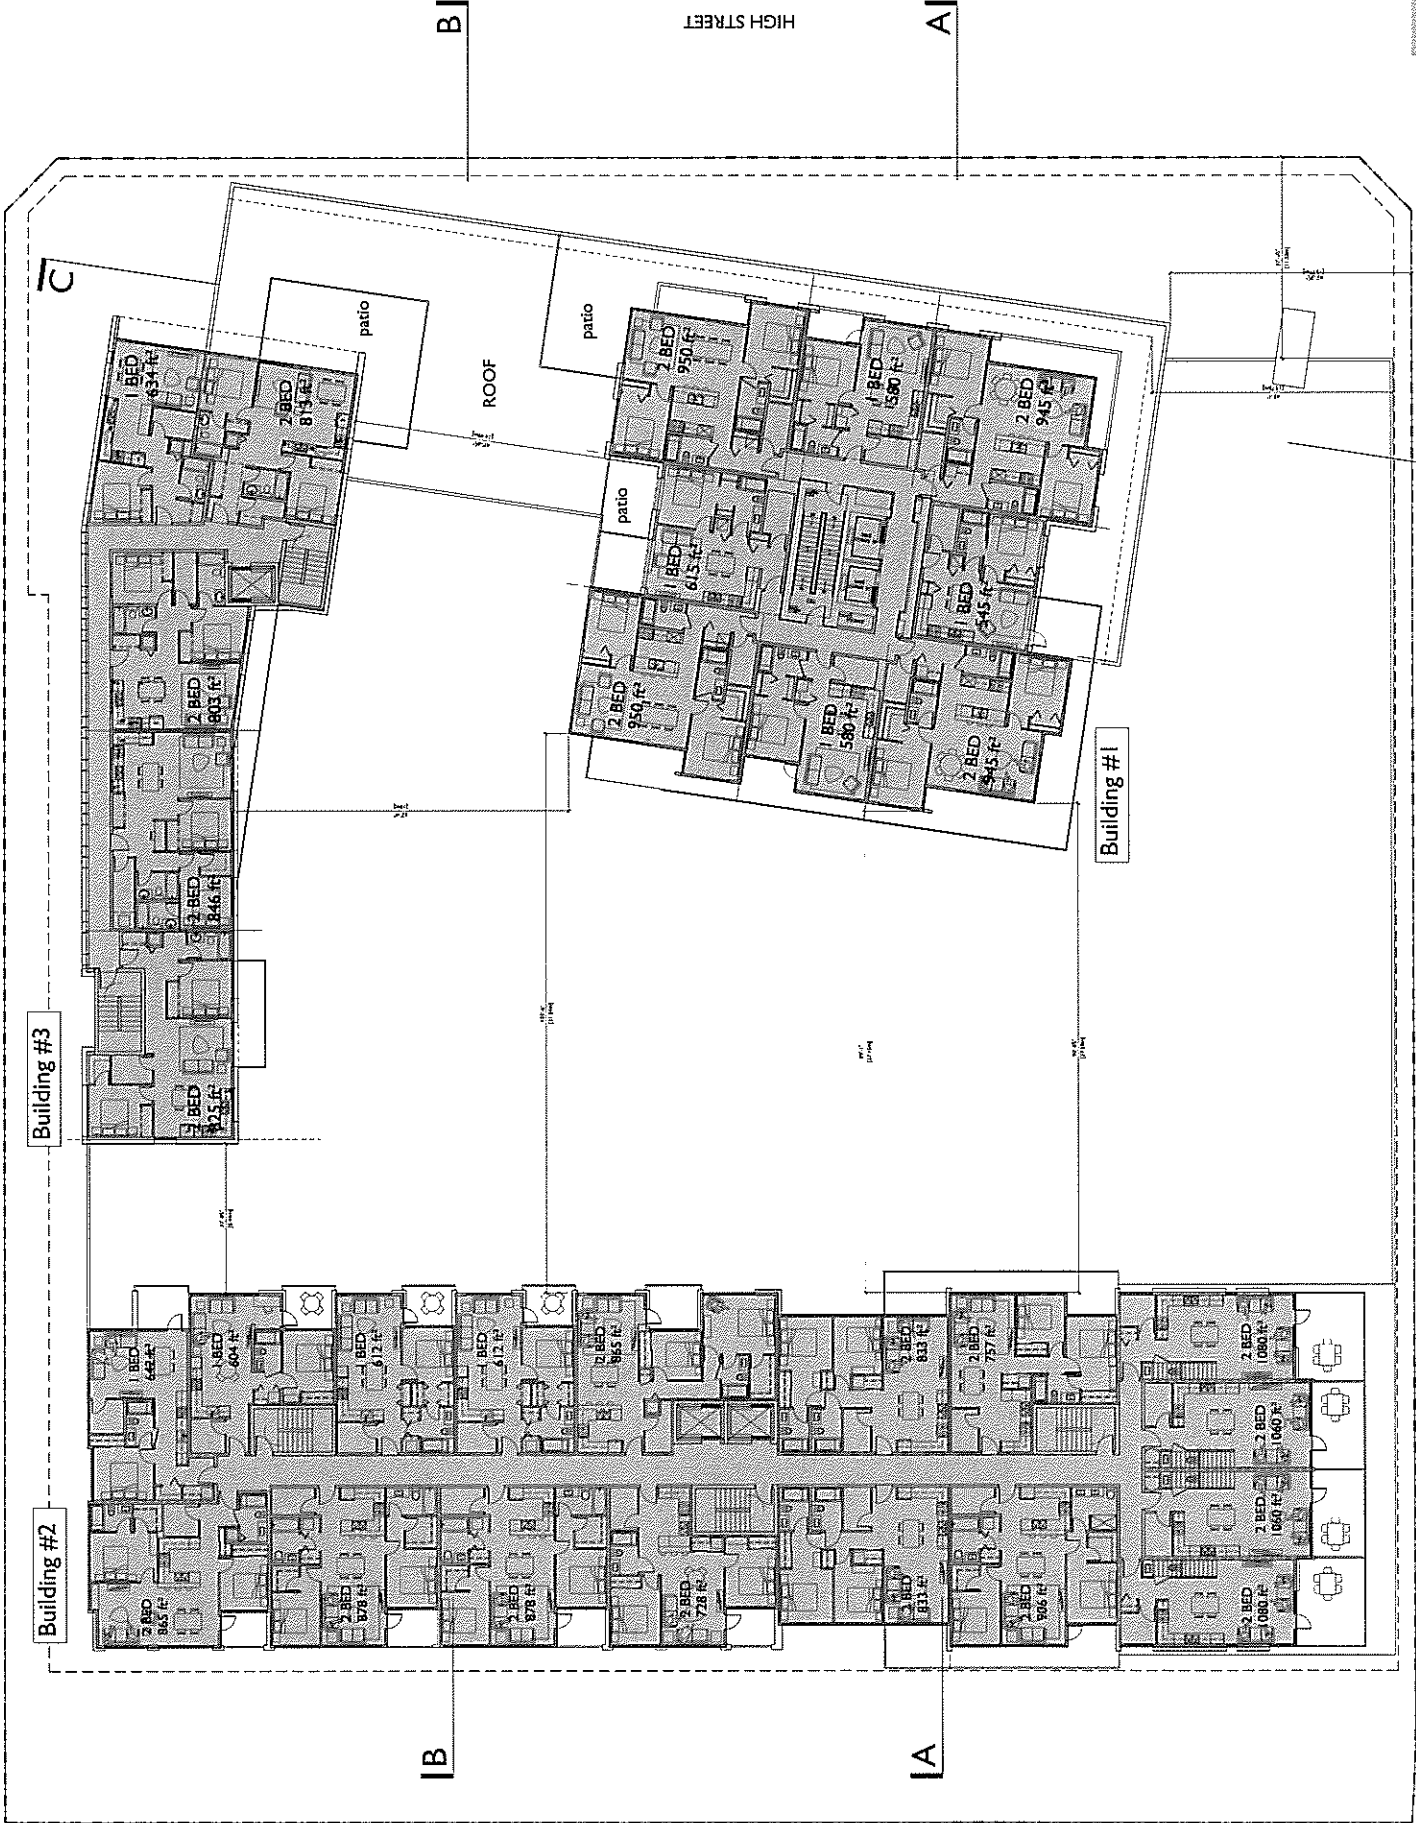 HIGH STREET
B
A
C
Building #3
Building #2
Building #1
1 BED
634 ft²
2 BED
813 ft²
patio
patio
patio
ROOF
2 BED
803 ft²
2 BED
846 ft²
BED
825 ft²
2 BED
950 ft²
1 BED
580 ft²
2 BED
945 ft²
1 BED
615 ft²
1 BED
545 ft²
2 BED
950 ft²
1 BED
580 ft²
2 BED
945 ft²
1 BED
1 BED
604 ft²
1 BED
612 ft²
1 BED
612 ft²
2 BED
865 ft²
2 BED
833 ft²
2 BED
757 ft²
2 BED
1080 ft²
2 BED
1060 ft²
2 BED
1060 ft²
2 BED
1080 ft²
2 BED
865 ft²
2 BED
878 ft²
2 BED
878 ft²
2 BED
728 ft²
2 BED
833 ft²
2 BED
906 ft²
B
A